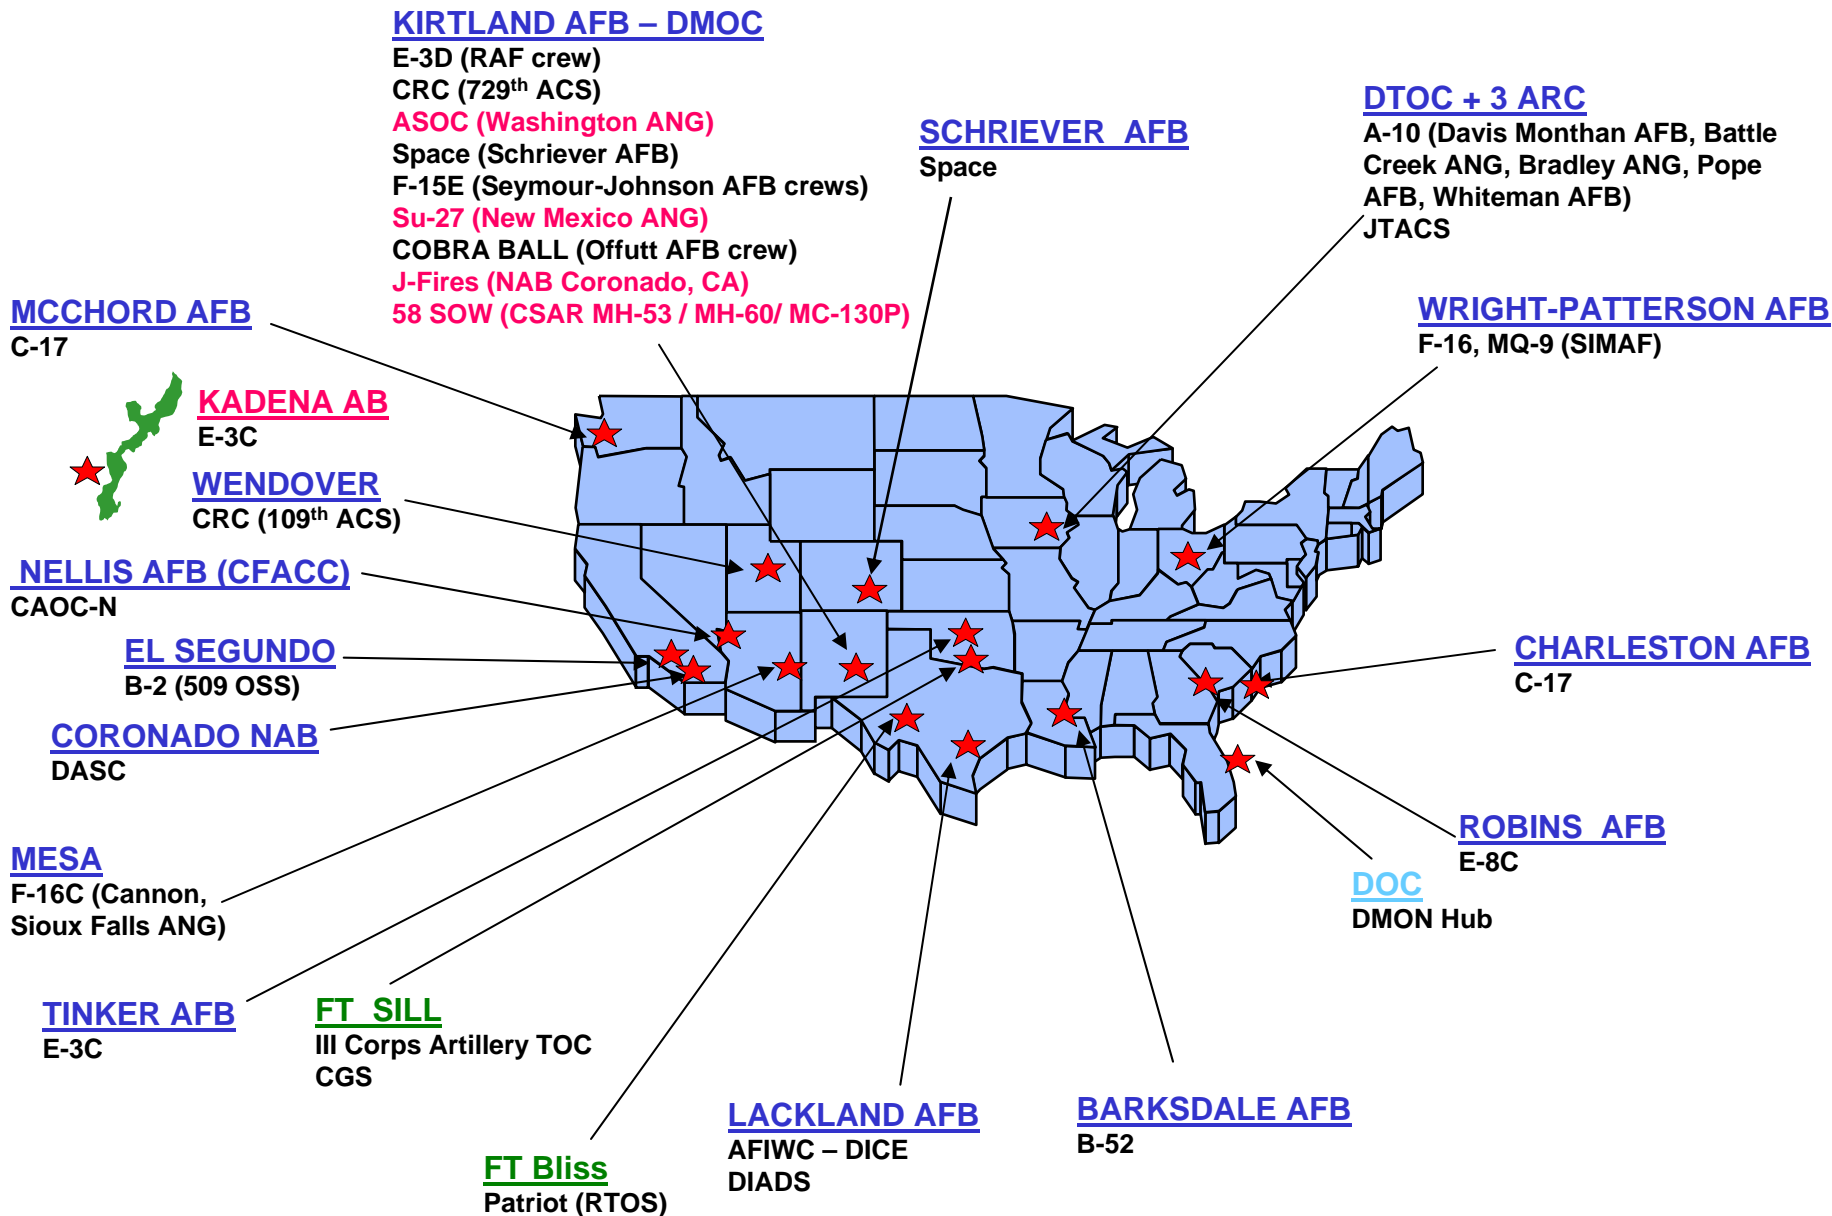 KIRTLAND AFB – DMOC
E-3D (RAF crew)
CRC (729th ACS)
ASOC (Washington ANG)
Space (Schriever AFB)
F-15E (Seymour-Johnson AFB crews)
Su-27 (New Mexico ANG)
COBRA BALL (Offutt AFB crew)
J-Fires (NAB Coronado, CA)
58 SOW (CSAR MH-53 / MH-60/ MC-130P)
SCHRIEVER AFB
Space
DTOC + 3 ARC
A-10 (Davis Monthan AFB, Battle
Creek ANG, Bradley ANG, Pope
AFB, Whiteman AFB)
JTACS
MCCHORD AFB
C-17
WRIGHT-PATTERSON AFB
F-16, MQ-9 (SIMAF)
KADENA AB
E-3C
WENDOVER
CRC (109th ACS)
NELLIS AFB (CFACC)
CAOC-N
EL SEGUNDO
B-2 (509 OSS)
CORONADO NAB
DASC
CHARLESTON AFB
C-17
MESA
F-16C (Cannon,
Sioux Falls ANG)
ROBINS AFB
E-8C
DOC
DMON Hub
TINKER AFB
E-3C
FT SILL
III Corps Artillery TOC
CGS
LACKLAND AFB
AFIWC – DICE
DIADS
BARKSDALE AFB
B-52
FT Bliss
Patriot (RTOS)